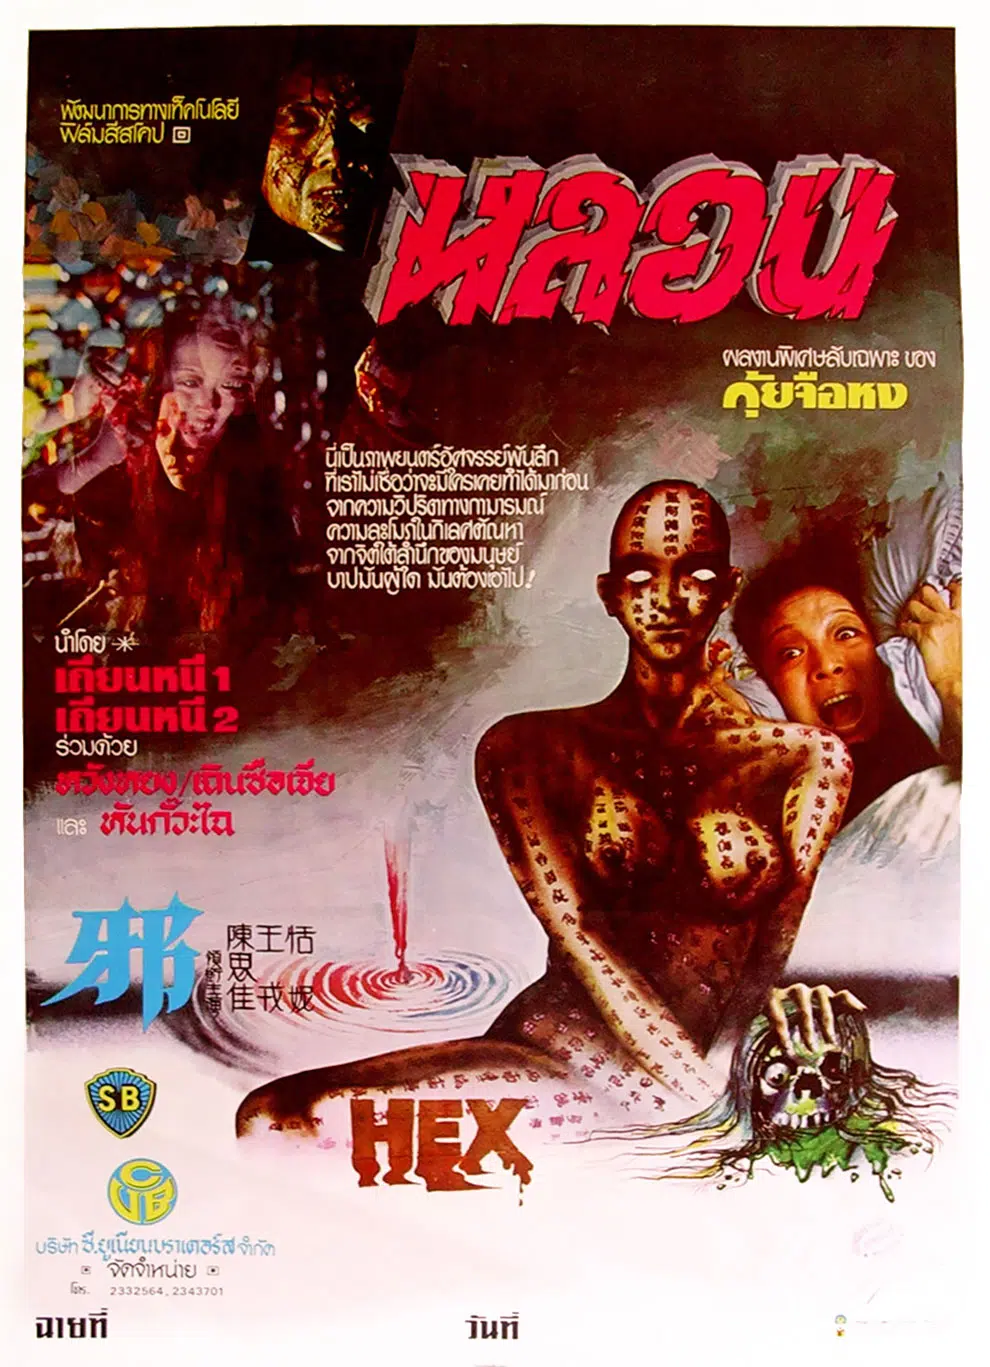 พัฒนาการทางเท็คโนโลยี
ฟิล์มสีสโคป
หลอน
ผลงานพิเศษลับเฉพาะ ของ
กุ้ยจือหง
นี่เป็นภาพยนตร์อัศจรรย์พันลึก
ที่เราไม่เชื่อว่าจะมีใครเคยทำได้มาก่อน
จากความวิปริตทางกามารมณ์
ความละโมภในกิเลศตัณหา
จากจิตใต้สำนึกของมนุษย์
บาปมันผู้ใด มันต้องเอาไป!
นำโดย
เถียนหนี 1
เถียนหนี 2
ร่วมด้วย
หวังหยง/เฉินซือเจีย
และ หันกั๊วะไฉ
邪
陳思佳 王戎 恬妮
SB
HEX
CUB
บริษัท ซี.ยูเนียนบราเดอร์ส จำกัด
จัดจำหน่าย
โทร. 2332564, 2343701
ฉายที่ วันที่